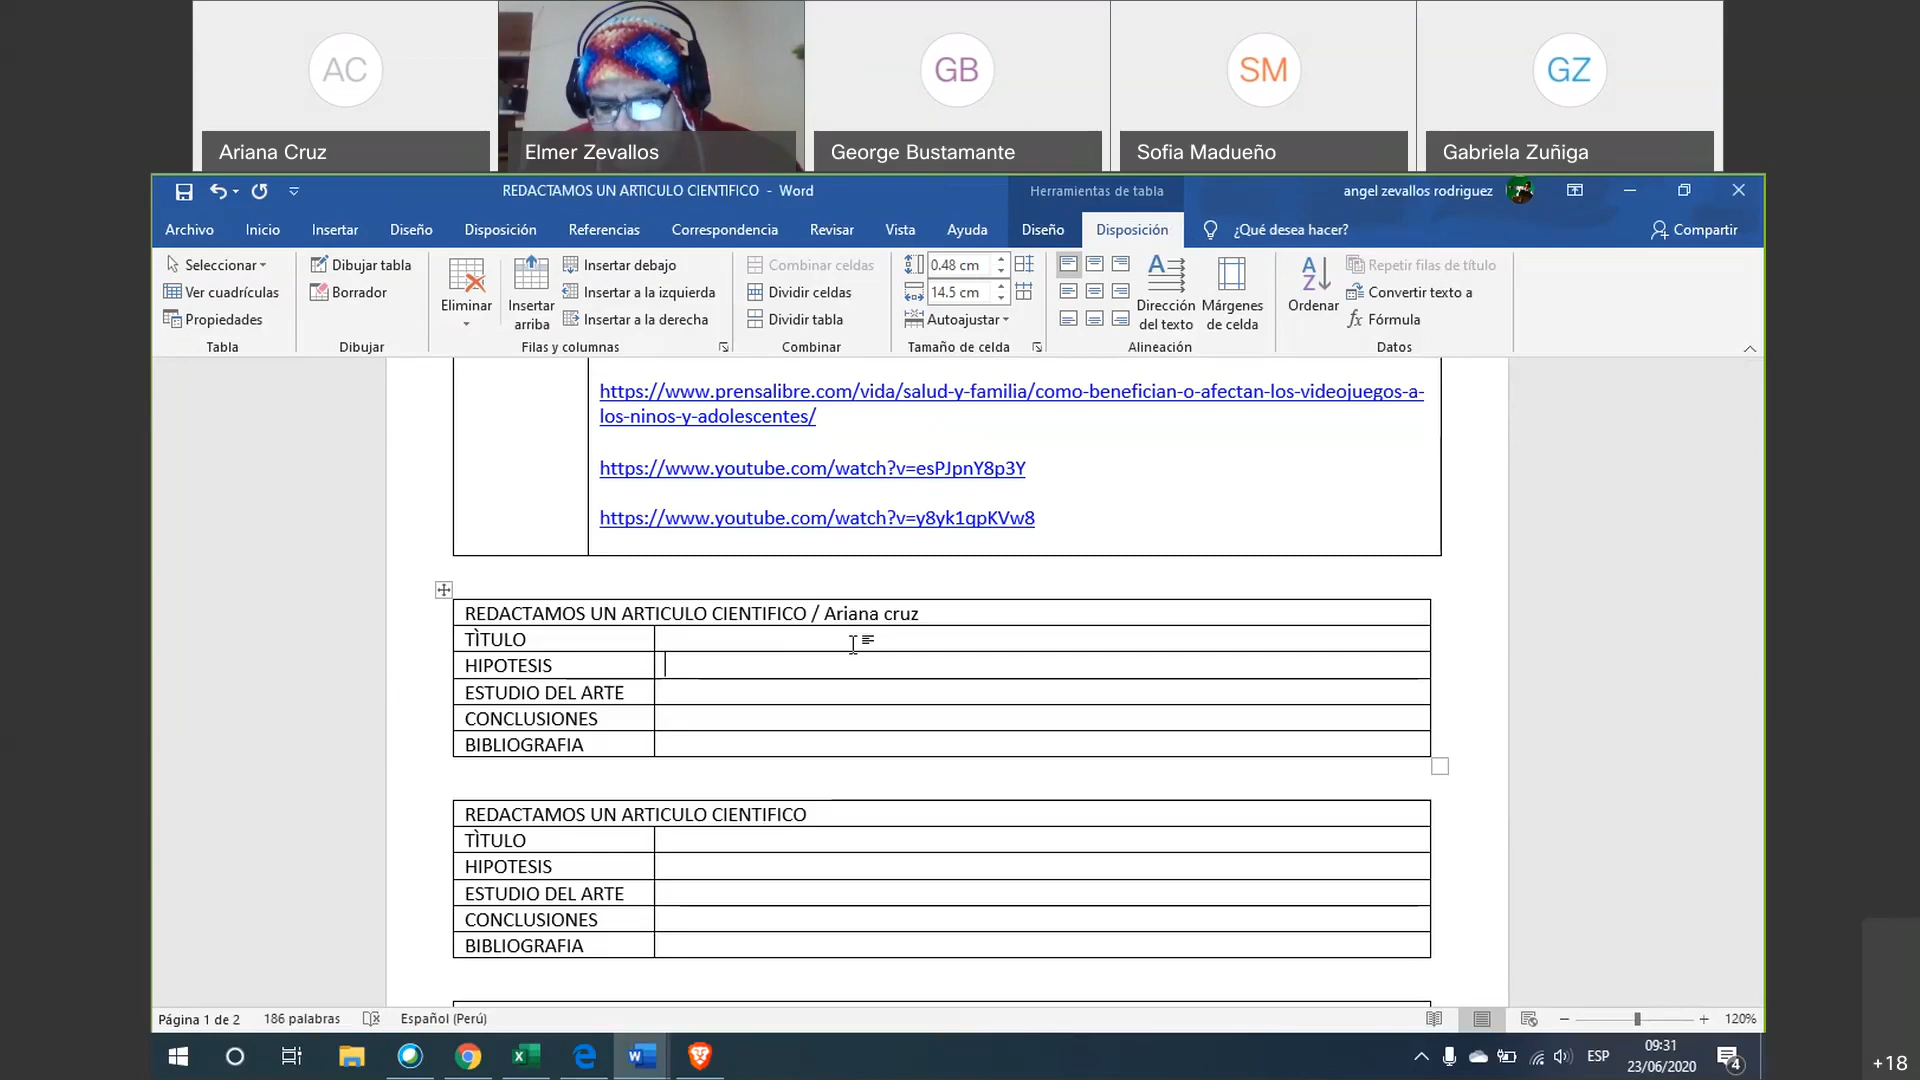 AC
GB
SM
GZ
Ariana Cruz
Elmer Zevallos
George Bustamante
Sofia Madueño
Gabriela Zuñiga
REDACTAMOS UN ARTICULO CIENTIFICO - Word
Herramientas de tabla
angel zevallos rodriguez
Archivo
Inicio
Insertar
Diseño
Disposición
Referencias
Correspondencia
Revisar
Vista
Ayuda
Diseño
Disposición
¿Qué desea hacer?
Compartir
Seleccionar
Ver cuadrículas
Propiedades
Tabla
Dibujar tabla
Borrador
Dibujar
Eliminar
Insertar
arriba
Insertar debajo
Insertar a la izquierda
Insertar a la derecha
Filas y columnas
Combinar celdas
Dividir celdas
Dividir tabla
Combinar
0.48 cm
14.5 cm
Autoajustar
Tamaño de celda
Dirección
del texto
Márgenes
de celda
Alineación
Ordenar
Repetir filas de título
Convertir texto a
Fórmula
Datos
https://www.prensalibre.com/vida/salud-y-familia/como-benefician-o-afectan-los-videojuegos-a-
los-ninos-y-adolescentes/
https://www.youtube.com/watch?v=esPJpnY8p3Y
https://www.youtube.com/watch?v=y8yk1qpKVw8
REDACTAMOS UN ARTICULO CIENTIFICO / Ariana cruz
TÌTULO
HIPOTESIS
ESTUDIO DEL ARTE
CONCLUSIONES
BIBLIOGRAFIA
REDACTAMOS UN ARTICULO CIENTIFICO
TÌTULO
HIPOTESIS
ESTUDIO DEL ARTE
CONCLUSIONES
BIBLIOGRAFIA
Página 1 de 2
186 palabras
Español (Perú)
120%
ESP
09:31
23/06/2020
4
+18